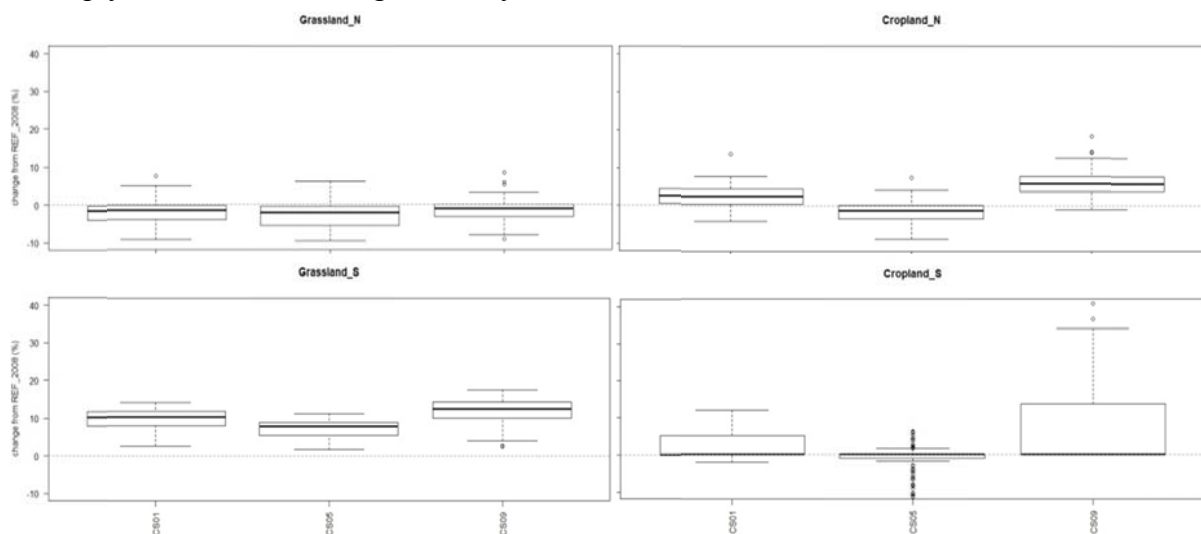 Grassland_N
Cropland_N
change from REF_2008 (%)
40
30
20
10
0
-10
Grassland_S
Cropland_S
change from REF_2008 (%)
40
30
20
10
0
-10
CS01
CS05
CS09
CS01
CS05
CS09